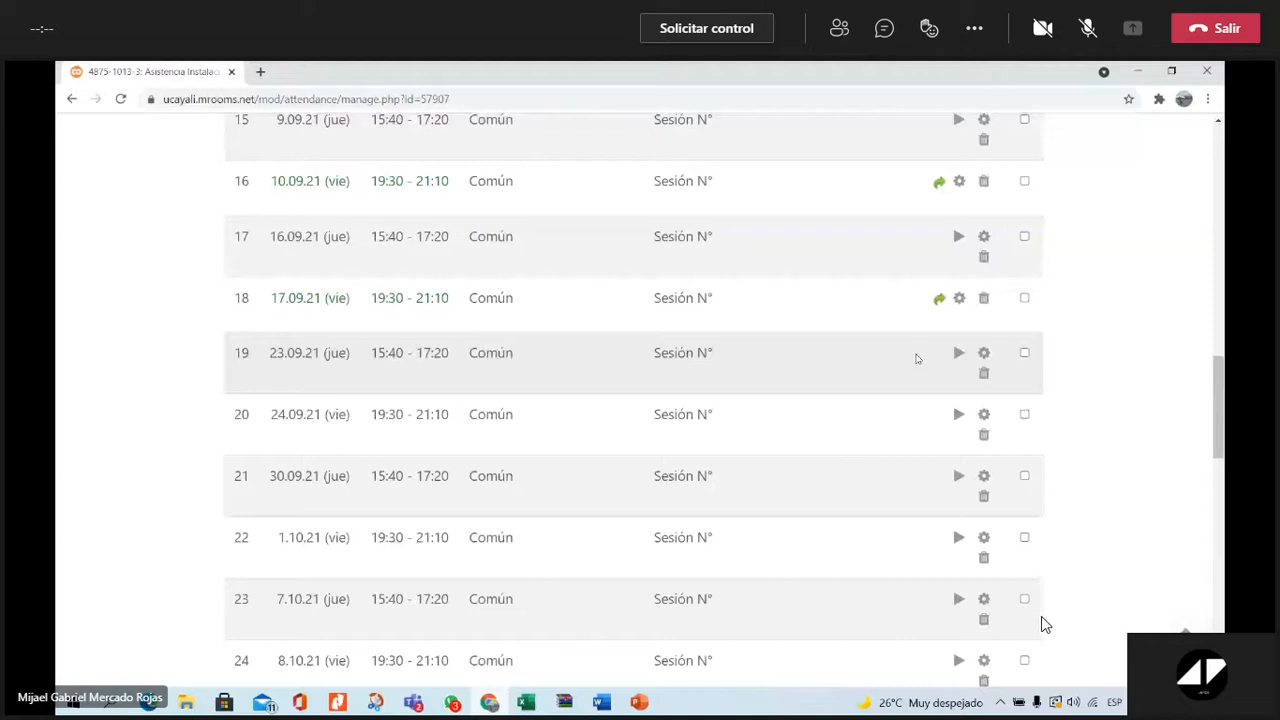 --:--
Solicitar control
Salir
4875-1013-3: Asistencia Instalac
ucayali.mrooms.net/mod/attendance/manage.php?id=57907
15 9.09.21 (jue) 15:40 - 17:20 Común Sesión N°
16 10.09.21 (vie) 19:30 - 21:10 Común Sesión N°
17 16.09.21 (jue) 15:40 - 17:20 Común Sesión N°
18 17.09.21 (vie) 19:30 - 21:10 Común Sesión N°
19 23.09.21 (jue) 15:40 - 17:20 Común Sesión N°
20 24.09.21 (vie) 19:30 - 21:10 Común Sesión N°
21 30.09.21 (jue) 15:40 - 17:20 Común Sesión N°
22 1.10.21 (vie) 19:30 - 21:10 Común Sesión N°
23 7.10.21 (jue) 15:40 - 17:20 Común Sesión N°
24 8.10.21 (vie) 19:30 - 21:10 Común Sesión N°
Mijael Gabriel Mercado Rojas
11
3
26°C Muy despejado
ESP